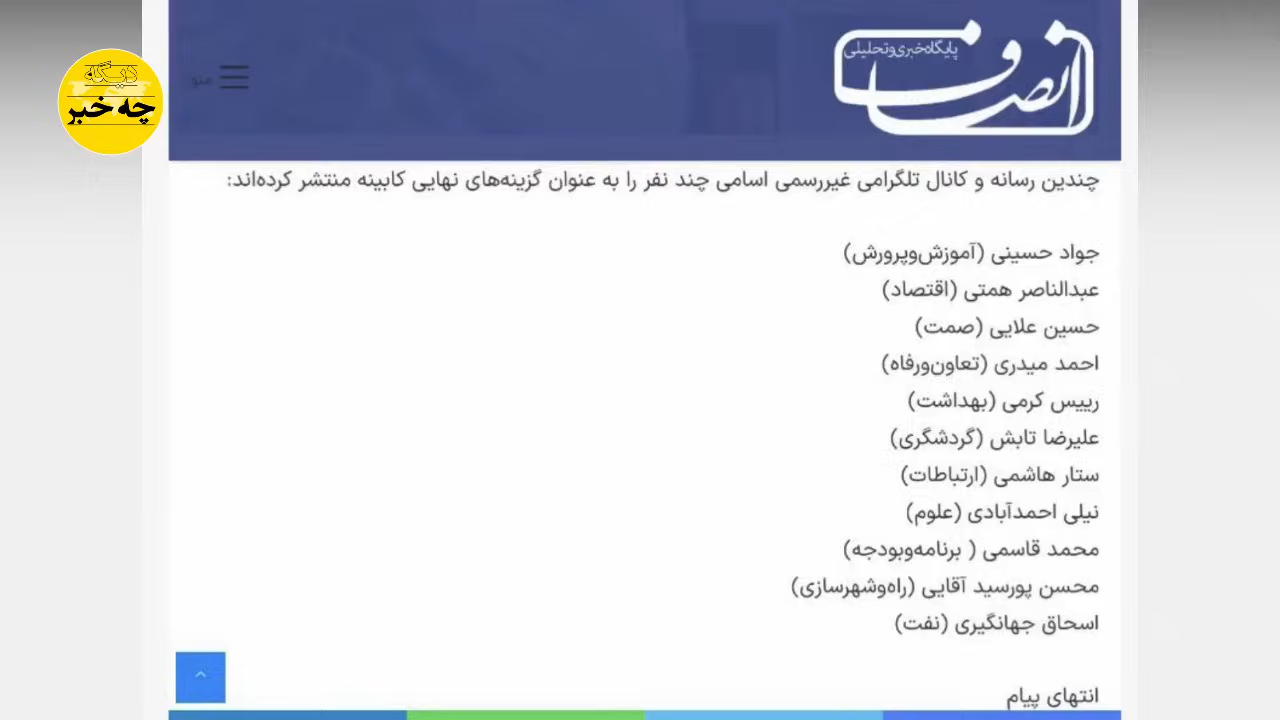 انصاف
پایگاه خبری و تحلیلی
منو
دیگه
چه خبر
چندین رسانه و کانال تلگرامی غیررسمی اسامی چند نفر را به عنوان گزینه‌های نهایی کابینه منتشر کرده‌اند:
جواد حسینی (آموزش‌وپرورش)
عبدالناصر همتی (اقتصاد)
حسین علایی (صمت)
احمد میدری (تعاون‌ورفاه)
رییس کرمی (بهداشت)
علیرضا تابش (گردشگری)
ستار هاشمی (ارتباطات)
نیلی احمدآبادی (علوم)
محمد قاسمی ( برنامه‌وبودجه)
محسن پورسید آقایی (راه‌وشهرسازی)
اسحاق جهانگیری (نفت)
انتهای پیام